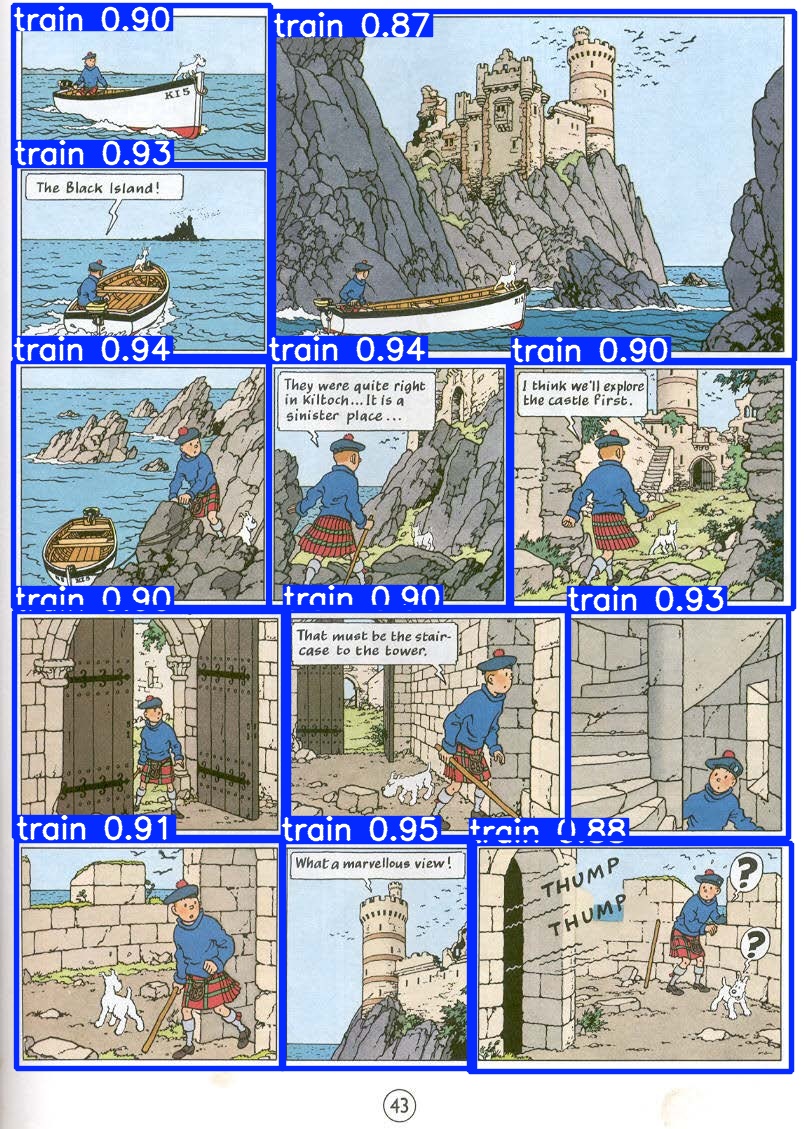 train 0.90
KI5
train 0.87
KI5
train 0.93
The Black Island!
train 0.94
KI5
train 0.94
They were quite right
in Kiltoch... It is a
sinister place...
train 0.90
I think we'll explore
the castle first.
train 0.90
train 0.90
That must be the stair-
case to the tower.
train 0.93
train 0.91
train 0.95
What a marvellous view!
train 0.88
THUMP
THUMP
?
?
43